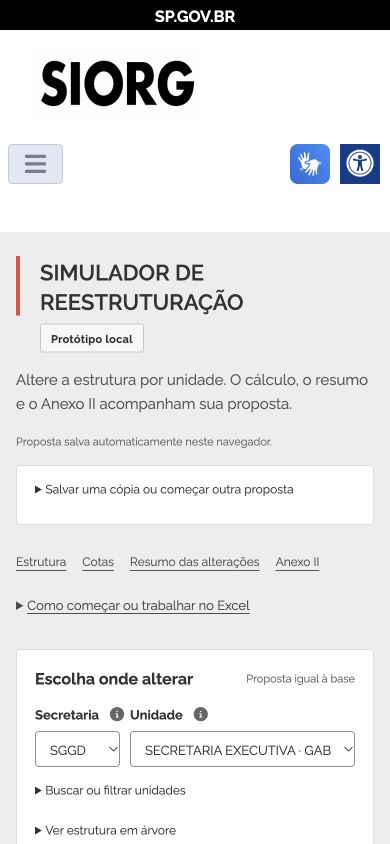 SP.GOV.BR
SIORG
SIMULADOR DE
REESTRUTURAÇÃO
Protótipo local
Altere a estrutura por unidade. O cálculo, o resumo
e o Anexo II acompanham sua proposta.
Proposta salva automaticamente neste navegador.
Salvar uma cópia ou começar outra proposta
Estrutura Cotas Resumo das alterações Anexo II
Como começar ou trabalhar no Excel
Escolha onde alterar Proposta igual à base
Secretaria Unidade
SGGD SECRETARIA EXECUTIVA · GAB
Buscar ou filtrar unidades
Ver estrutura em árvore